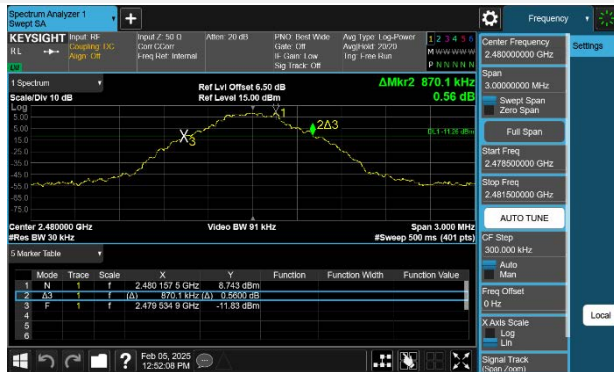 Spectrum Analyzer 1
Swept SA
Frequency
KEYSIGHT
RL
Input: RF
Coupling: DC
Align: Off
Input Z: 50 Ω
Corr CCorr
Freq Ref: Internal
Atten: 20 dB
PNO: Best Wide
Gate: Off
IF Gain: Low
Sig Track: Off
Avg Type: Log-Power
Avg|Hold: 20/20
Trig: Free Run
1 2 3 4 5 6
M W W W W W
P N N N N N
1 Spectrum
Scale/Div 10 dB
Ref Lvl Offset 6.50 dB
Ref Level 15.00 dBm
ΔMkr2 870.1 kHz
0.56 dB
Log
5.00
-5.00
-15.0
-25.0
-35.0
-45.0
-55.0
-65.0
-75.0
1
2Δ3
3
DL1 -11.26 dBm
Center 2.480000 GHz
#Res BW 30 kHz
Video BW 91 kHz
Span 3.000 MHz
#Sweep 500 ms (401 pts)
5 Marker Table
Mode Trace Scale X Y Function Function Width Function Value
1 N 1 f 2.480 157 5 GHz 8.743 dBm
2 Δ3 1 f (Δ) 870.1 kHz (Δ) 0.5600 dB
3 F 1 f 2.479 534 9 GHz -11.83 dBm
4
5
6
Feb 05, 2025
12:52:08 PM
Center Frequency
2.480000000 GHz
Span
3.00000000 MHz
Swept Span
Zero Span
Full Span
Start Freq
2.478500000 GHz
Stop Freq
2.481500000 GHz
AUTO TUNE
CF Step
300.000 kHz
Auto
Man
Freq Offset
0 Hz
X Axis Scale
Log
Lin
Signal Track
(Span Zoom)
Settings
Local